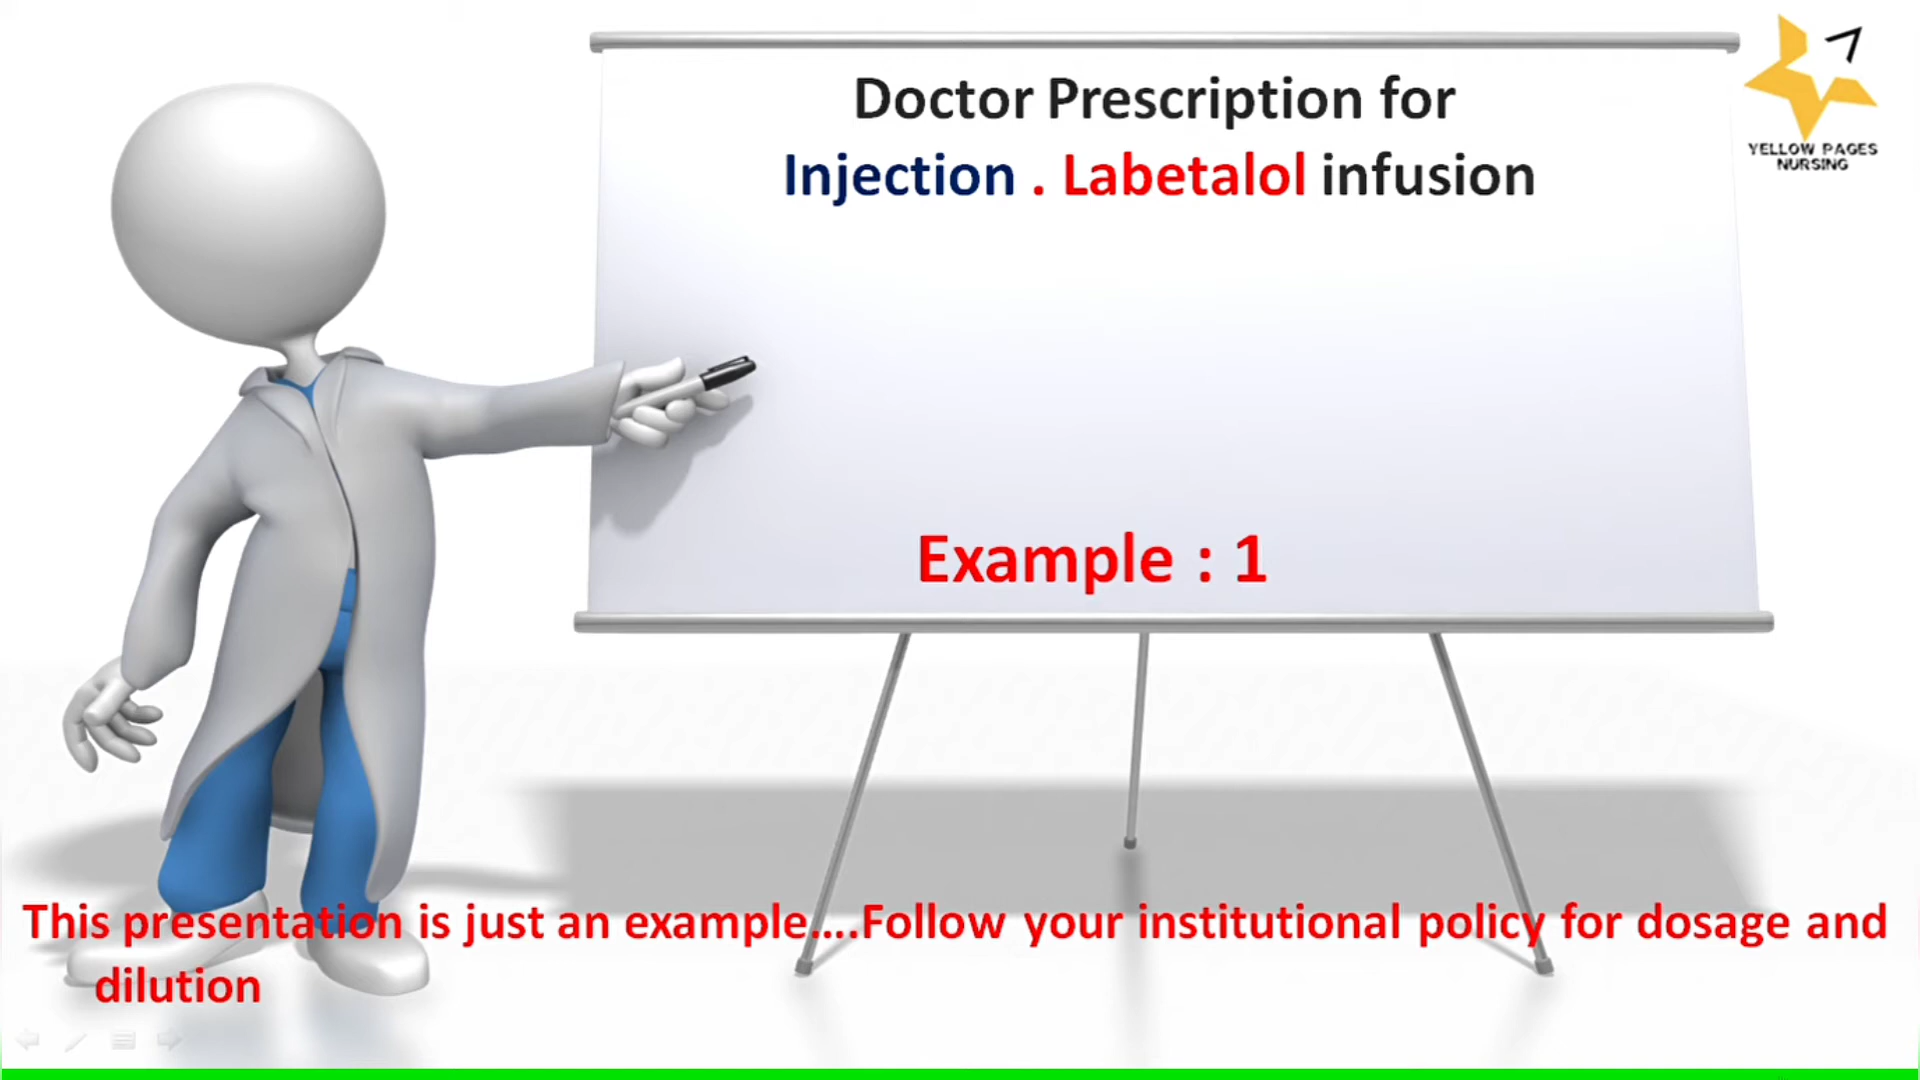 Doctor Prescription for
Injection . Labetalol infusion
YELLOW PAGES
NURSING
Example : 1
This presentation is just an example....Follow your institutional policy for dosage and
dilution